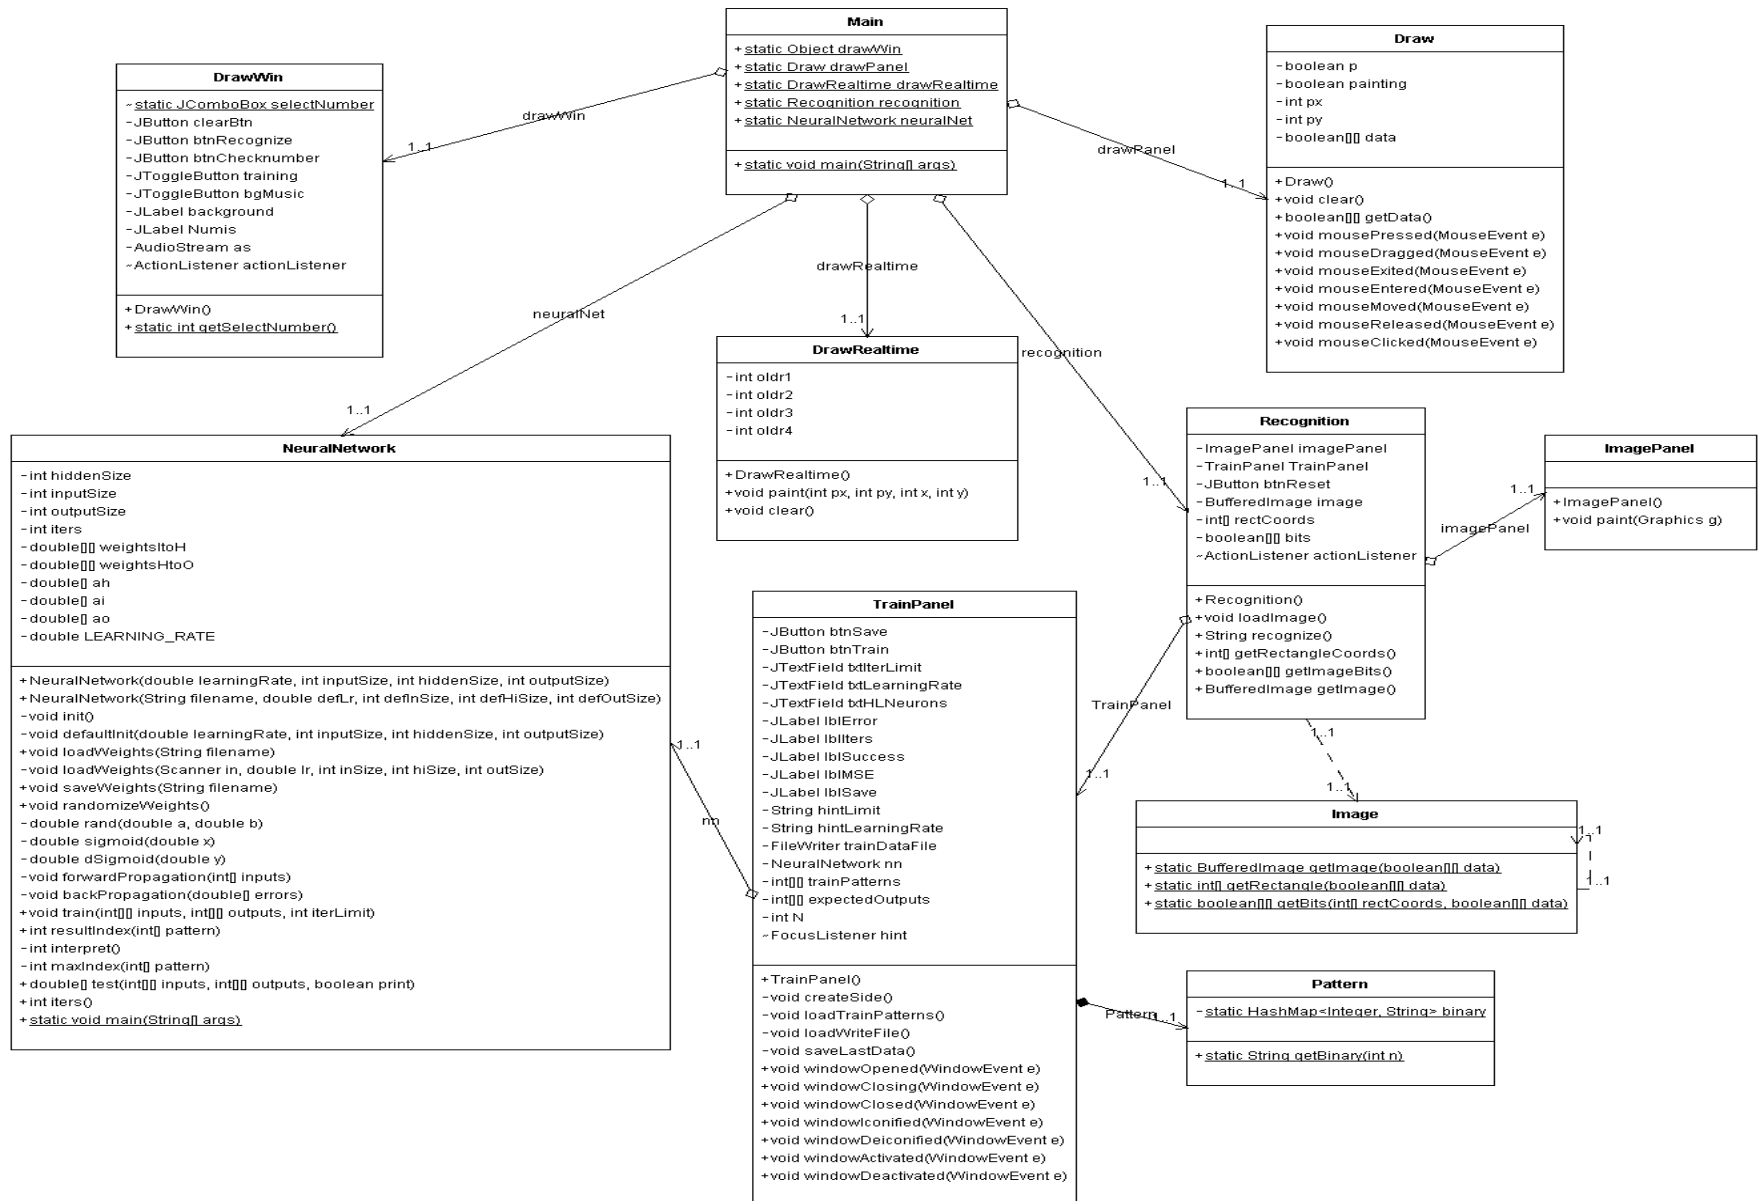 Main
+static Object drawWin
+static Draw drawPanel
+static DrawRealtime drawRealtime
+static Recognition recognition
+static NeuralNetwork neuralNet
+static void main(String[] args)
DrawWin
~static JComboBox selectNumber
-JButton clearBtn
-JButton btnRecognize
-JButton btnChecknumber
-JToggleButton training
-JToggleButton bgMusic
-JLabel background
-JLabel Numis
-AudioStream as
~ActionListener actionListener
+DrawWin()
+static int getSelectNumber()
drawWin
1..1
Draw
-boolean p
-boolean painting
-int px
-int py
-boolean[][] data
+Draw()
+void clear()
+boolean[][] getData()
+void mousePressed(MouseEvent e)
+void mouseDragged(MouseEvent e)
+void mouseExited(MouseEvent e)
+void mouseEntered(MouseEvent e)
+void mouseMoved(MouseEvent e)
+void mouseReleased(MouseEvent e)
+void mouseClicked(MouseEvent e)
drawPanel
1..1
neuralNet
1..1
drawRealtime
1..1
recognition
1..1
DrawRealtime
-int oldr1
-int oldr2
-int oldr3
-int oldr4
+DrawRealtime()
+void paint(int px, int py, int x, int y)
+void clear()
NeuralNetwork
-int hiddenSize
-int inputSize
-int outputSize
-int iters
-double[][] weightsItoH
-double[][] weightsHtoO
-double[] ah
-double[] ai
-double[] ao
-double LEARNING_RATE
+NeuralNetwork(double learningRate, int inputSize, int hiddenSize, int outputSize)
+NeuralNetwork(String filename, double defLr, int defInSize, int defHiSize, int defOutSize)
-void init()
-void defaultInit(double learningRate, int inputSize, int hiddenSize, int outputSize)
+void loadWeights(String filename)
-void loadWeights(Scanner in, double lr, int inSize, int hiSize, int outSize)
+void saveWeights(String filename)
+void randomizeWeights()
-double rand(double a, double b)
-double sigmoid(double x)
-double dSigmoid(double y)
-void forwardPropagation(int[] inputs)
-void backPropagation(double[] errors)
+void train(int[][] inputs, int[][] outputs, int iterLimit)
+int resultIndex(int[] pattern)
-int interpret()
-int maxIndex(int[] pattern)
+double[] test(int[][] inputs, int[][] outputs, boolean print)
+int iters()
+static void main(String[] args)
1..1
nn
Recognition
-ImagePanel imagePanel
-TrainPanel TrainPanel
-JButton btnReset
-BufferedImage image
-int[] rectCoords
-boolean[][] bits
~ActionListener actionListener
+Recognition()
+void loadImage()
+String recognize()
+int[] getRectangleCoords()
+boolean[][] getImageBits()
+BufferedImage getImage()
ImagePanel
+ImagePanel()
+void paint(Graphics g)
1..1
imagePanel
TrainPanel
1..1
TrainPanel
-JButton btnSave
-JButton btnTrain
-JTextField txtIterLimit
-JTextField txtLearningRate
-JTextField txtHLNeurons
-JLabel lblError
-JLabel lblIters
-JLabel lblSuccess
-JLabel lblMSE
-JLabel lblSave
-String hintLimit
-String hintLearningRate
-FileWriter trainDataFile
-NeuralNetwork nn
-int[][] trainPatterns
-int[][] expectedOutputs
-int N
~FocusListener hint
+TrainPanel()
-void createSide()
-void loadTrainPatterns()
-void loadWriteFile()
-void saveLastData()
+void windowOpened(WindowEvent e)
+void windowClosing(WindowEvent e)
+void windowClosed(WindowEvent e)
+void windowIconified(WindowEvent e)
+void windowDeiconified(WindowEvent e)
+void windowActivated(WindowEvent e)
+void windowDeactivated(WindowEvent e)
1..1
1..1
Image
+static BufferedImage getImage(boolean[][] data)
+static int[] getRectangle(boolean[][] data)
+static boolean[][] getBits(int[] rectCoords, boolean[][] data)
1..1
1..1
Pattern
1..1
Pattern
-static HashMap<Integer, String> binary
+static String getBinary(int n)